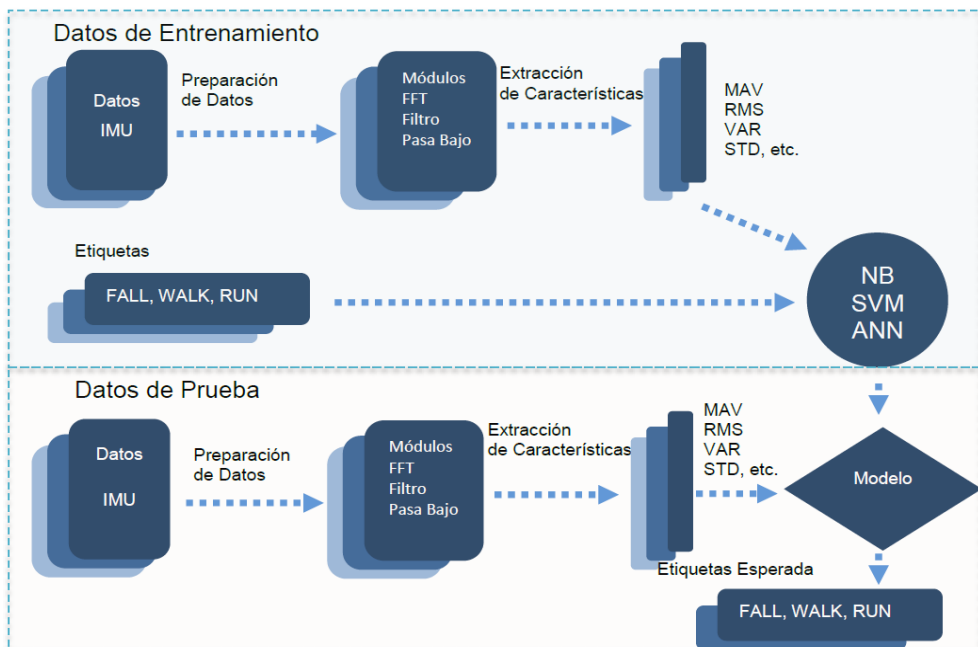 Datos de Entrenamiento
Datos
IMU
Preparación
de Datos
Módulos
FFT
Filtro
Pasa Bajo
Extracción
de Características
MAV
RMS
VAR
STD, etc.
Etiquetas
FALL, WALK, RUN
NB
SVM
ANN
Datos de Prueba
Datos
IMU
Preparación
de Datos
Módulos
FFT
Filtro
Pasa Bajo
Extracción
de Características
MAV
RMS
VAR
STD, etc.
Modelo
Etiquetas Esperada
FALL, WALK, RUN